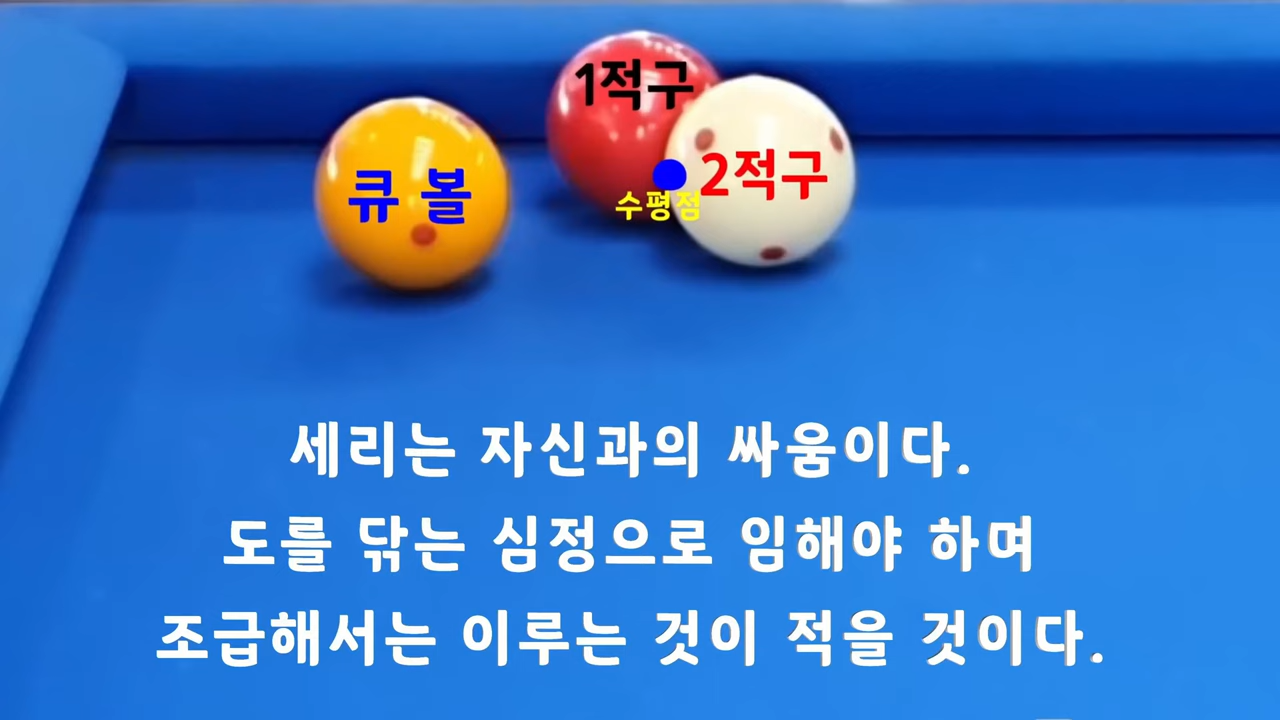 1적구
큐 볼
2적구
수평점
세리는 자신과의 싸움이다.
도를 닦는 심정으로 임해야 하며
조급해서는 이루는 것이 적을 것이다.